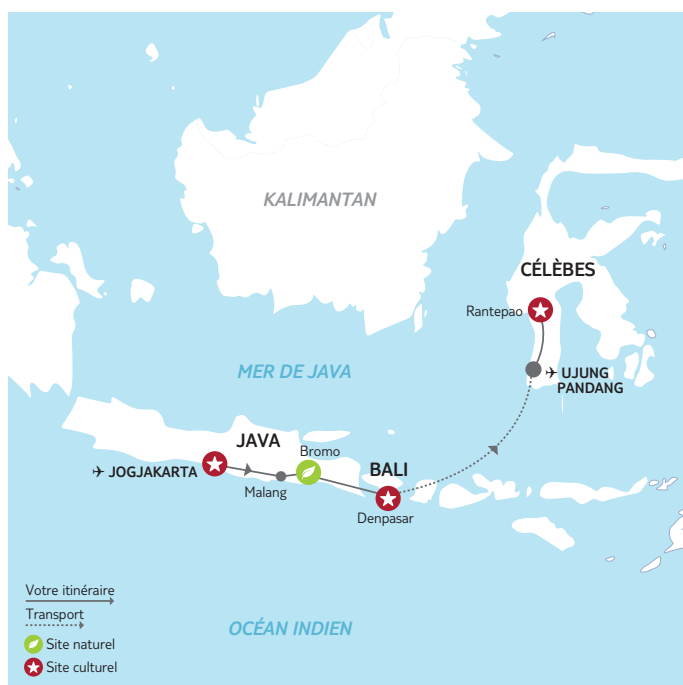 KALIMANTAN
CÉLÈBES
Rantepao
UJUNG
PANDANG
MER DE JAVA
JAVA
Bromo
BALI
JOGJAKARTA
Malang
Denpasar
Votre itinéraire
Transport
OCÉAN INDIEN
Site naturel
Site culturel